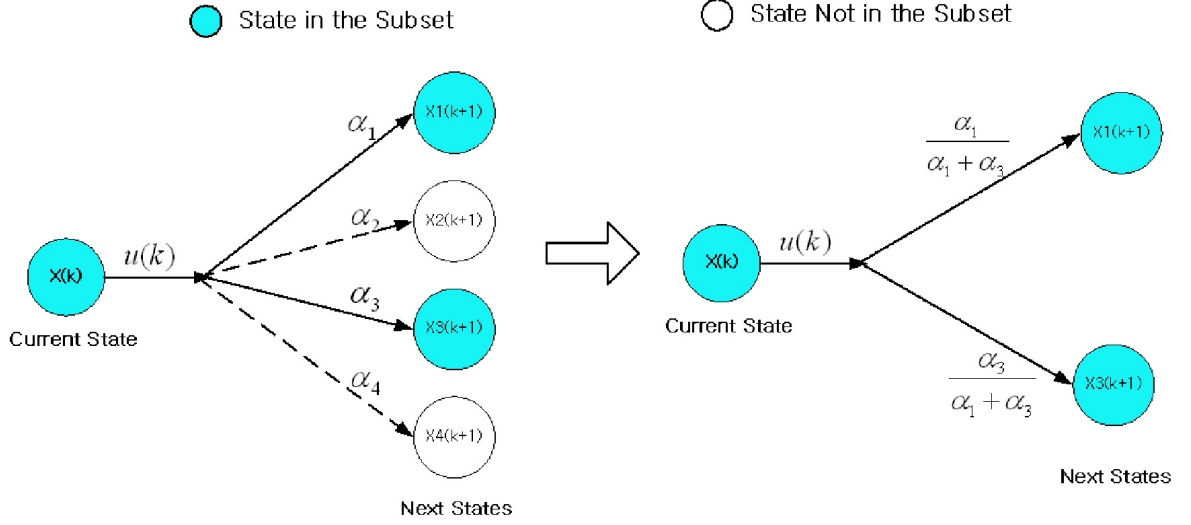 State in the Subset
State Not in the Subset
α₁
X1(k+1)
α₂
X2(k+1)
X(k)
u(k)
α₃
X3(k+1)
Current State
α₄
X4(k+1)
Next States
α₁
α₁ + α₃
X1(k+1)
X(k)
u(k)
Current State
α₃
α₁ + α₃
X3(k+1)
Next States